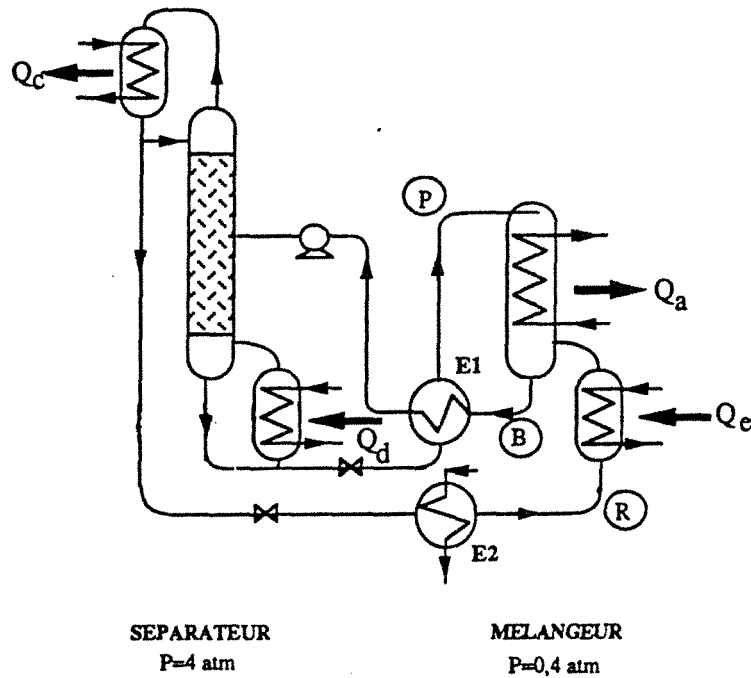 Qc
P
Qa
E1
Qd
B
Qe
R
E2
SEPARATEUR
P=4 atm
MELANGEUR
P=0,4 atm